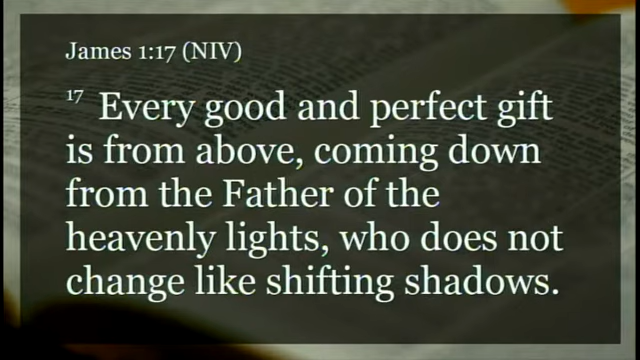 James 1:17 (NIV)
17 Every good and perfect gift
is from above, coming down
from the Father of the
heavenly lights, who does not
change like shifting shadows.